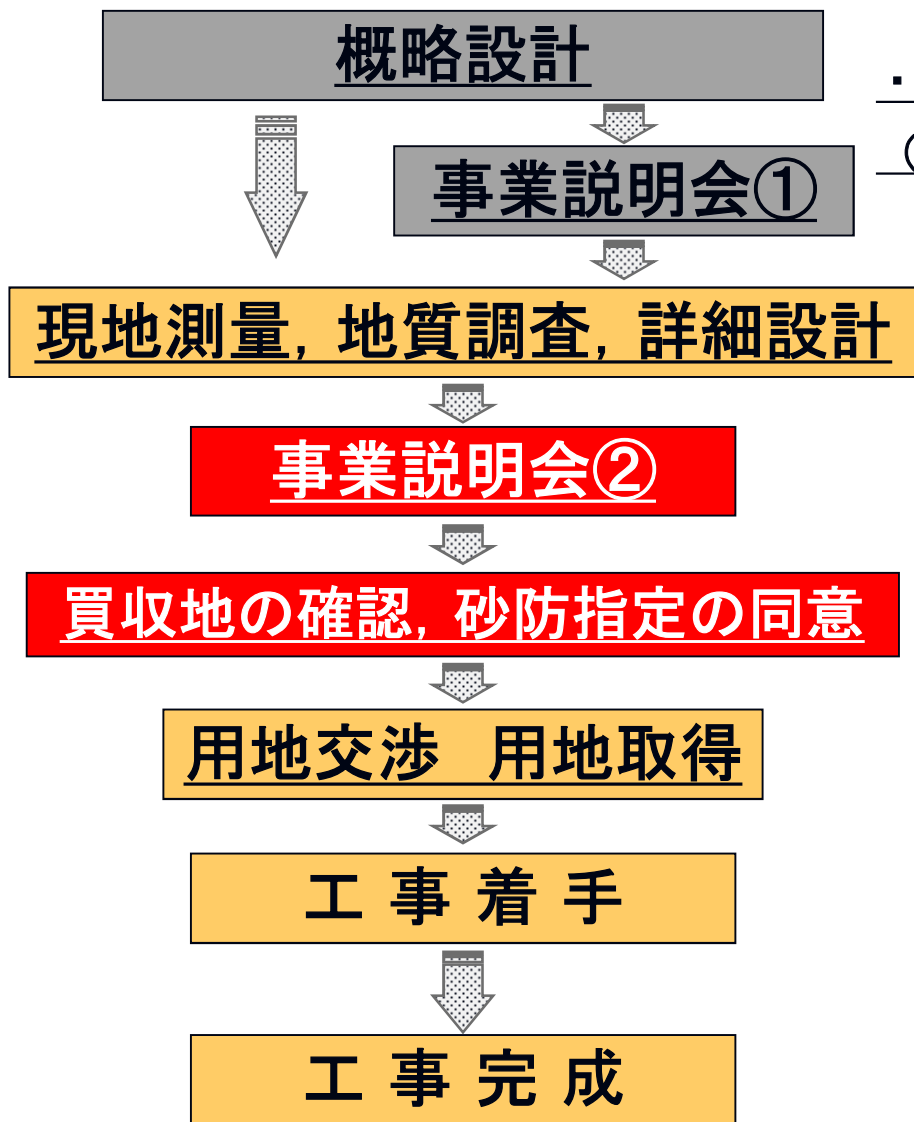 概略設計
事業説明会①
現地測量, 地質調査, 詳細設計
事業説明会②
買収地の確認, 砂防指定の同意
用地交渉　用地取得
工 事 着 手
工 事 完 成